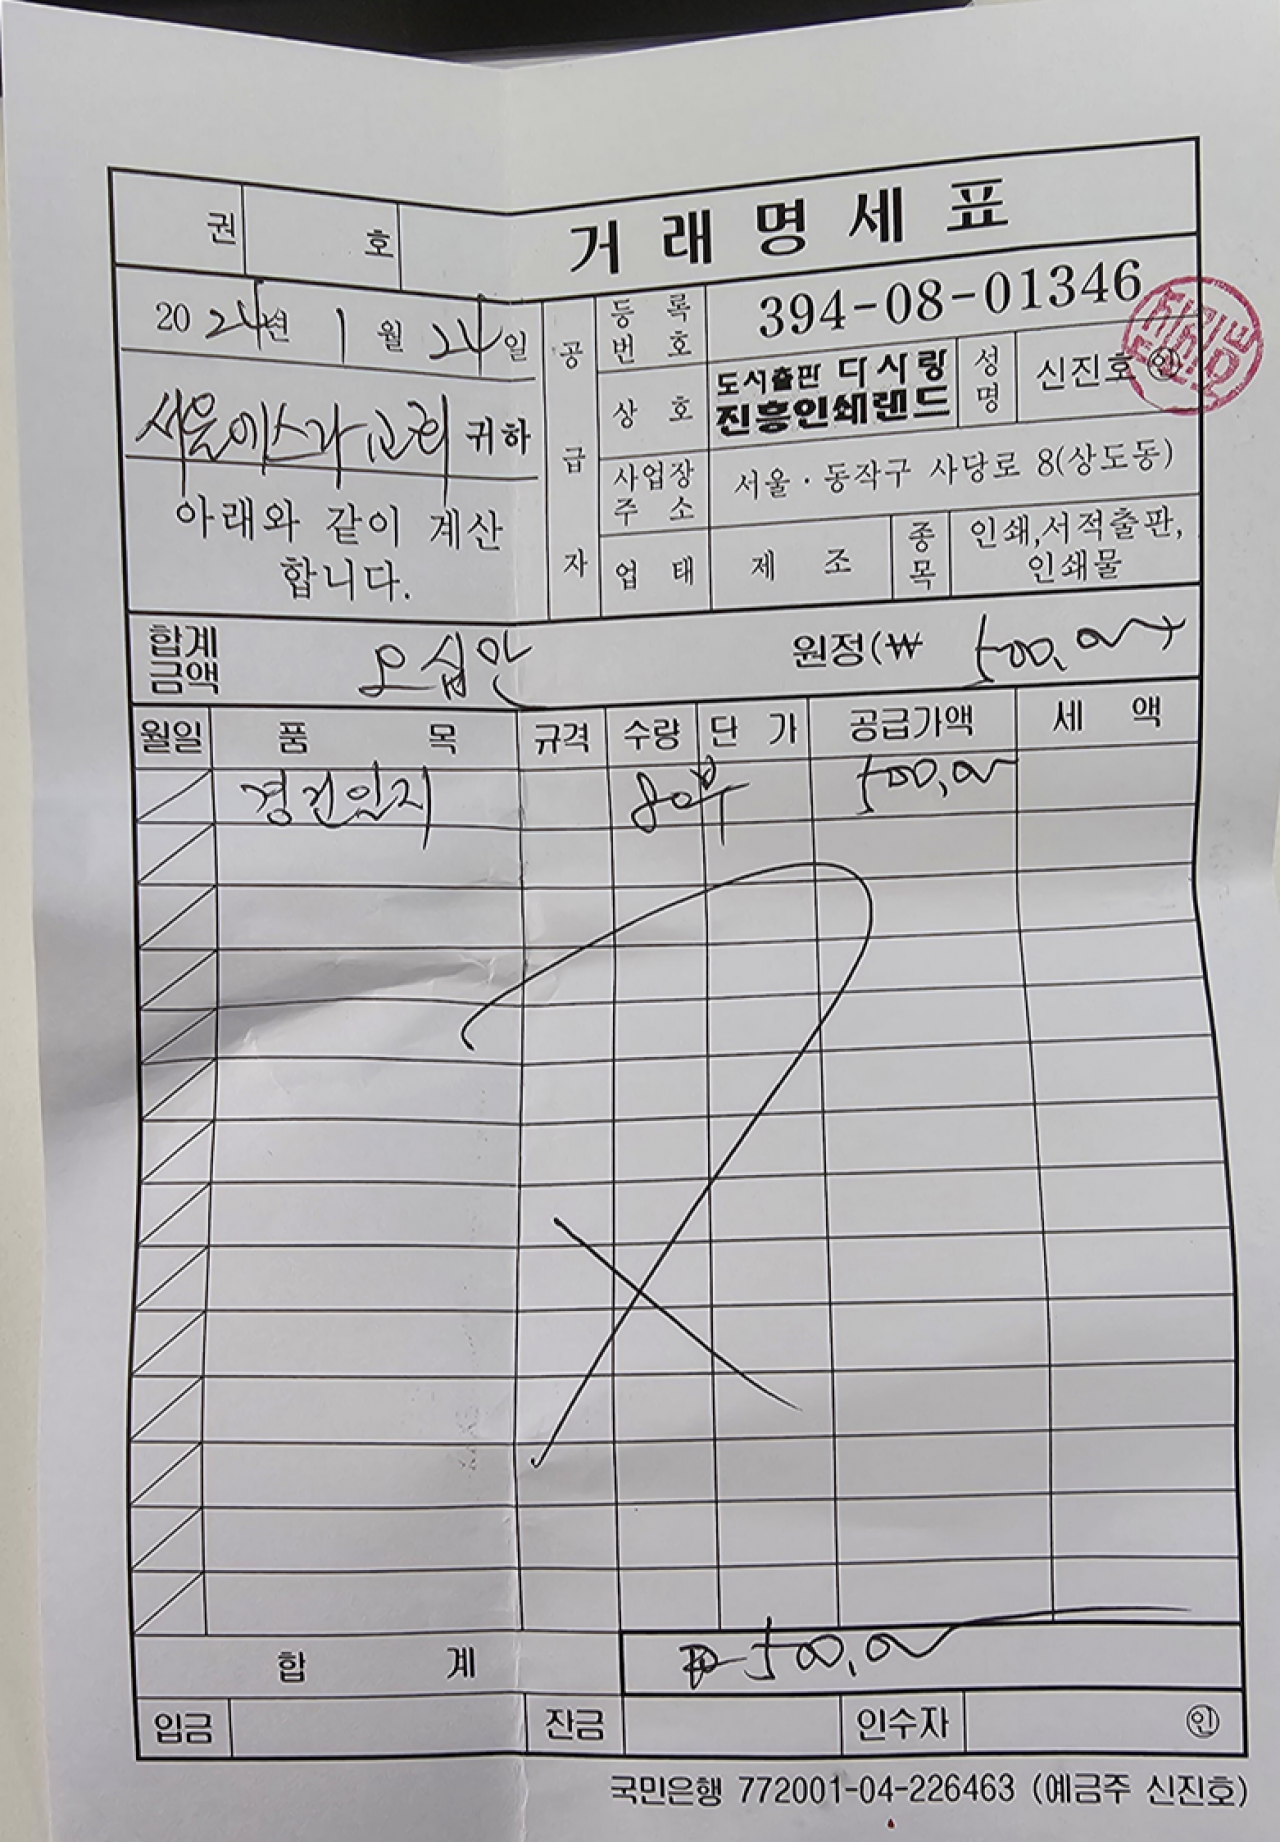 권 호 거래명세표
2024년 1월 24일
서울에스라교회 귀하
아래와 같이 계산
합니다.
공급자
등록번호 394-08-01346
상호 도서출판 다사랑
진흥인쇄랜드
성명 신진호 ㊞
사업장주소 서울·동작구 사당로 8(상도동)
업태 제조 종목 인쇄,서적출판,
인쇄물
합계금액 오십만 원정(₩ 500,000
월일 품목 규격 수량 단가 공급가액 세액
경건일지 80부 500,000
합계 ₩500,000
입금 잔금 인수자 ㊞
국민은행 772001-04-226463 (예금주 신진호)